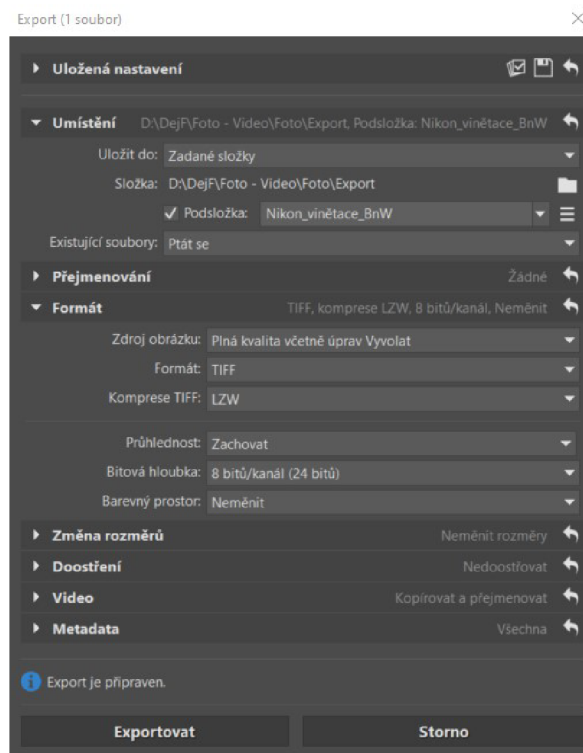 Export (1 soubor)
Uložená nastavení
Umístění D:\DejF\Foto - Video\Foto\Export, Podsložka: Nikon_vinětace_BnW
Uložit do: Zadané složky
Složka: D:\DejF\Foto - Video\Foto\Export
Podsložka: Nikon_vinětace_BnW
Existující soubory: Ptát se
Přejmenování Žádné
Formát TIFF, komprese LZW, 8 bitů/kanál, Neměnit
Zdroj obrázku: Plná kvalita včetně úprav Vyvolat
Formát: TIFF
Komprese TIFF: LZW
Průhlednost: Zachovat
Bitová hloubka: 8 bitů/kanál (24 bitů)
Barevný prostor: Neměnit
Změna rozměrů Neměnit rozměry
Doostření Nedoostřovat
Video Kopírovat a přejmenovat
Metadata Všechna
Export je připraven.
Exportovat Storno